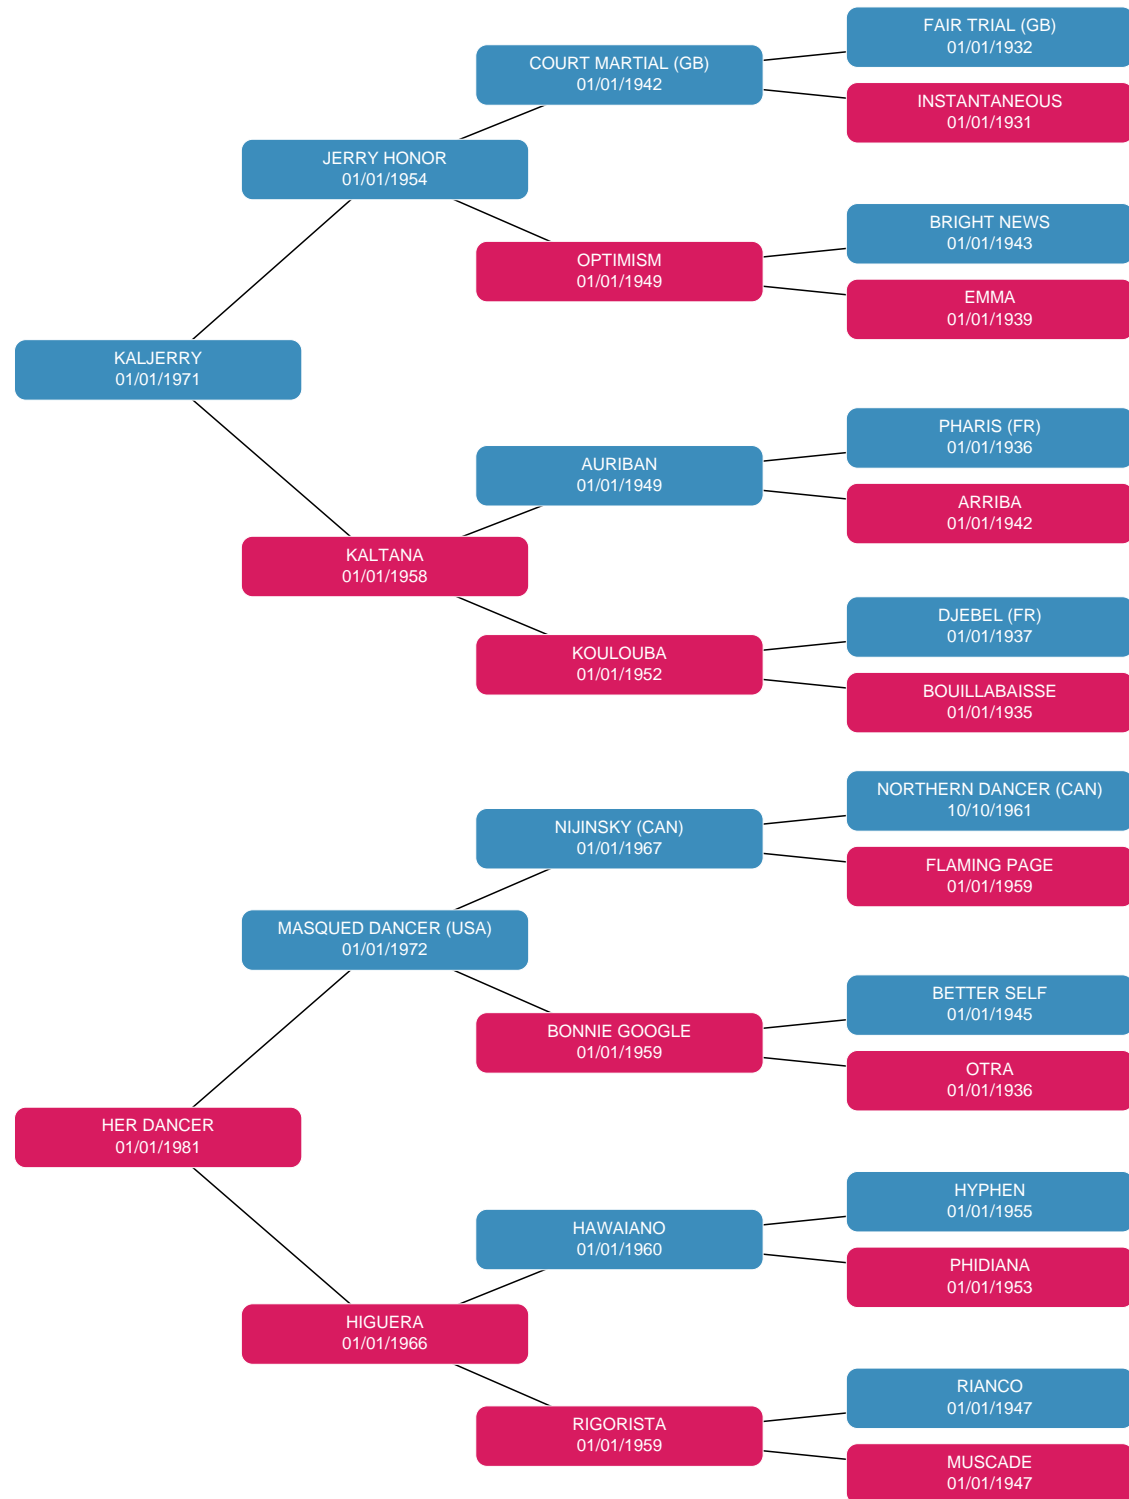 FAIR TRIAL (GB)
01/01/1932
COURT MARTIAL (GB)
01/01/1942
INSTANTANEOUS
01/01/1931
JERRY HONOR
01/01/1954
BRIGHT NEWS
01/01/1943
OPTIMISM
01/01/1949
EMMA
01/01/1939
KALJERRY
01/01/1971
PHARIS (FR)
01/01/1936
AURIBAN
01/01/1949
ARRIBA
01/01/1942
KALTANA
01/01/1958
DJEBEL (FR)
01/01/1937
KOULOUBA
01/01/1952
BOUILLABAISSE
01/01/1935
NORTHERN DANCER (CAN)
10/10/1961
NIJINSKY (CAN)
01/01/1967
FLAMING PAGE
01/01/1959
MASQUED DANCER (USA)
01/01/1972
BETTER SELF
01/01/1945
BONNIE GOOGLE
01/01/1959
OTRA
01/01/1936
HER DANCER
01/01/1981
HYPHEN
01/01/1955
HAWAIANO
01/01/1960
PHIDIANA
01/01/1953
HIGUERA
01/01/1966
RIANCO
01/01/1947
RIGORISTA
01/01/1959
MUSCADE
01/01/1947